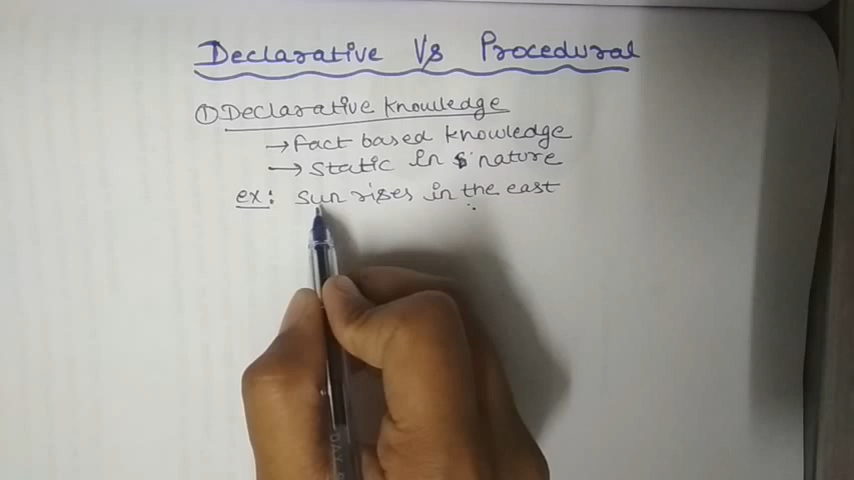 Declarative Vs Procedural
① Declarative knowledge
→ fact based knowledge
→ static in nature
ex: sun rises in the east